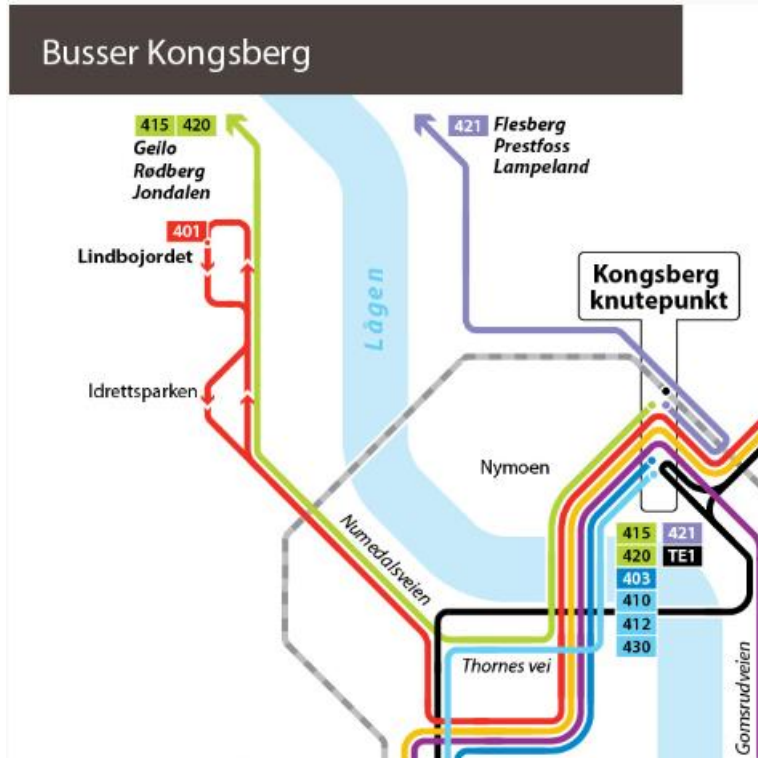 Busser Kongsberg
415 420
Geilo
Rødberg
Jondalen
421 Flesberg
Prestfoss
Lampeland
401
Lindbojordet
Lågen
Kongsberg
knutepunkt
Idrettsparken
Nymoen
Numedalsveien
415 421
420 TE1
403
410
412
430
Thornes vei
Gomsrudveien